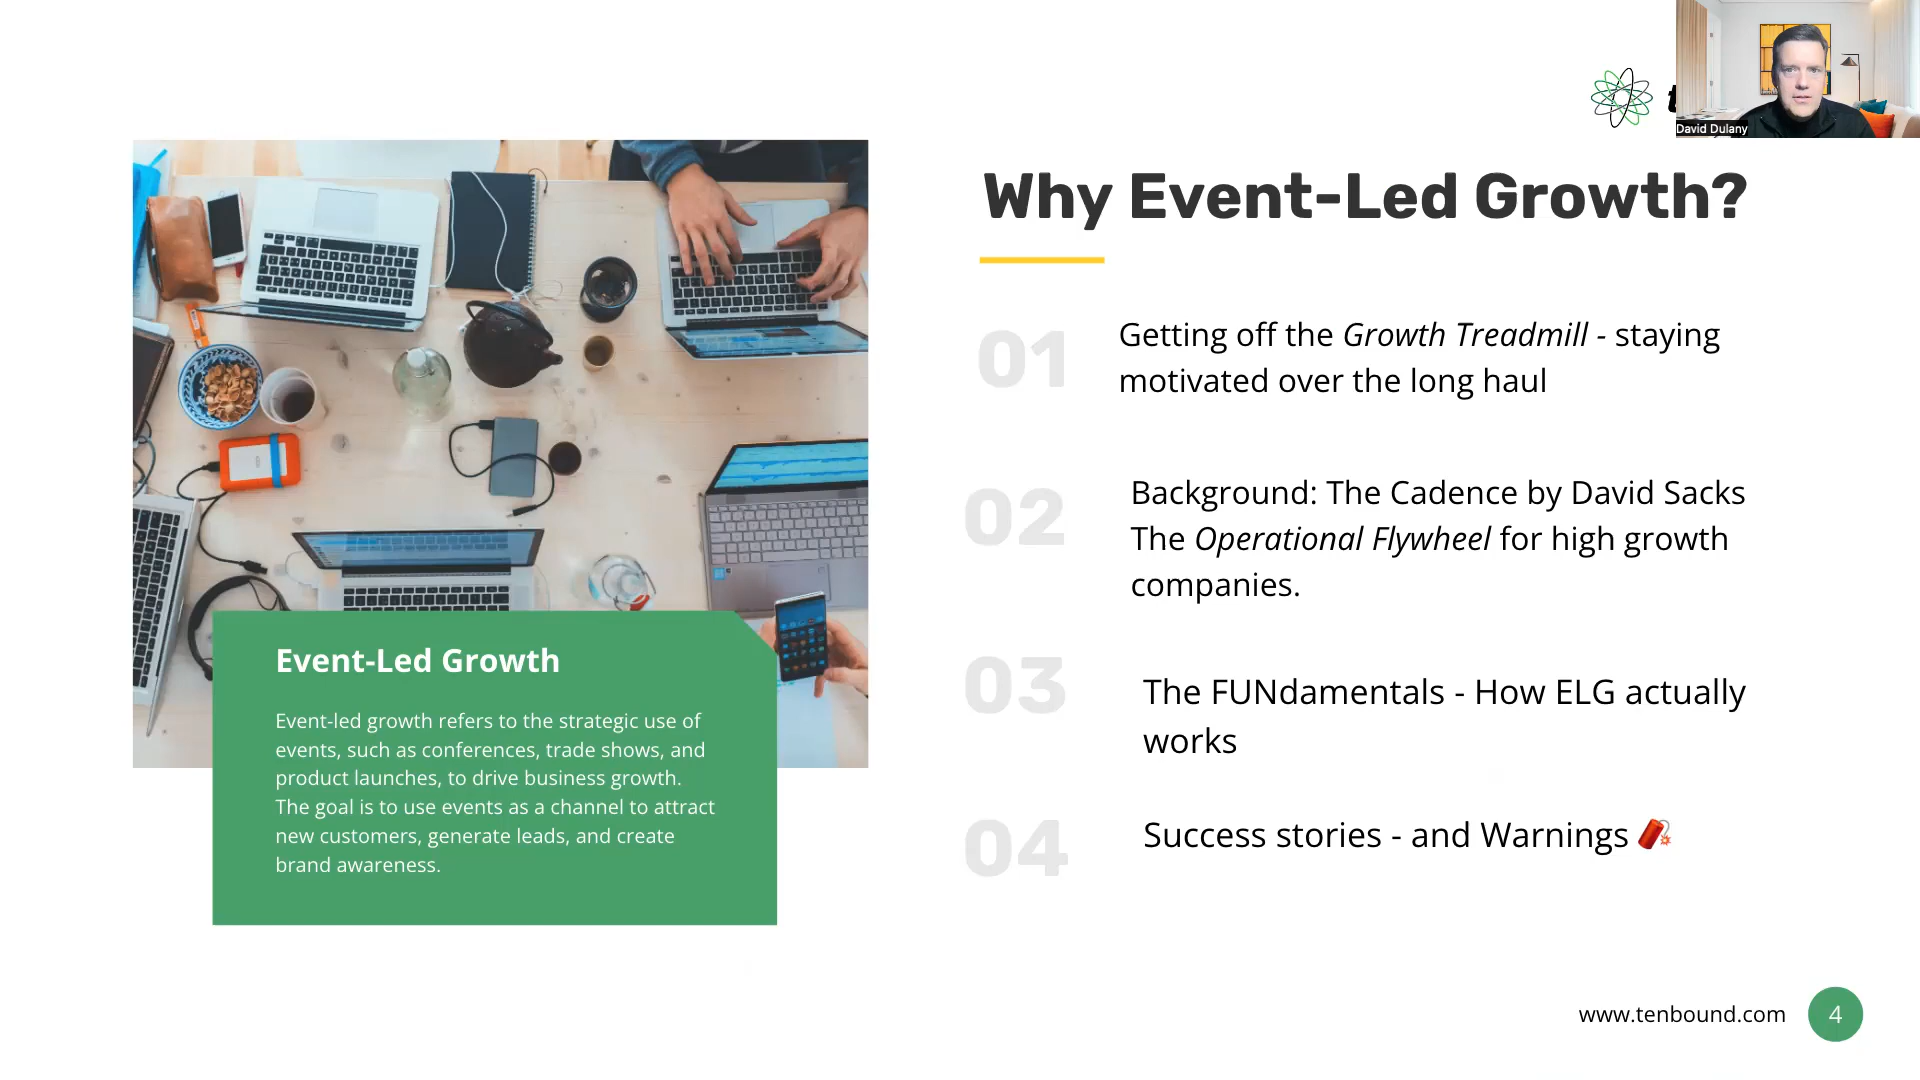 David Dulany
Why Event-Led Growth?
01
Getting off the Growth Treadmill - staying
motivated over the long haul
02
Background: The Cadence by David Sacks
The Operational Flywheel for high growth
companies.
03
The FUNdamentals - How ELG actually
works
04
Success stories - and Warnings 🧨
Event-Led Growth
Event-led growth refers to the strategic use of
events, such as conferences, trade shows, and
product launches, to drive business growth.
The goal is to use events as a channel to attract
new customers, generate leads, and create
brand awareness.
www.tenbound.com
4